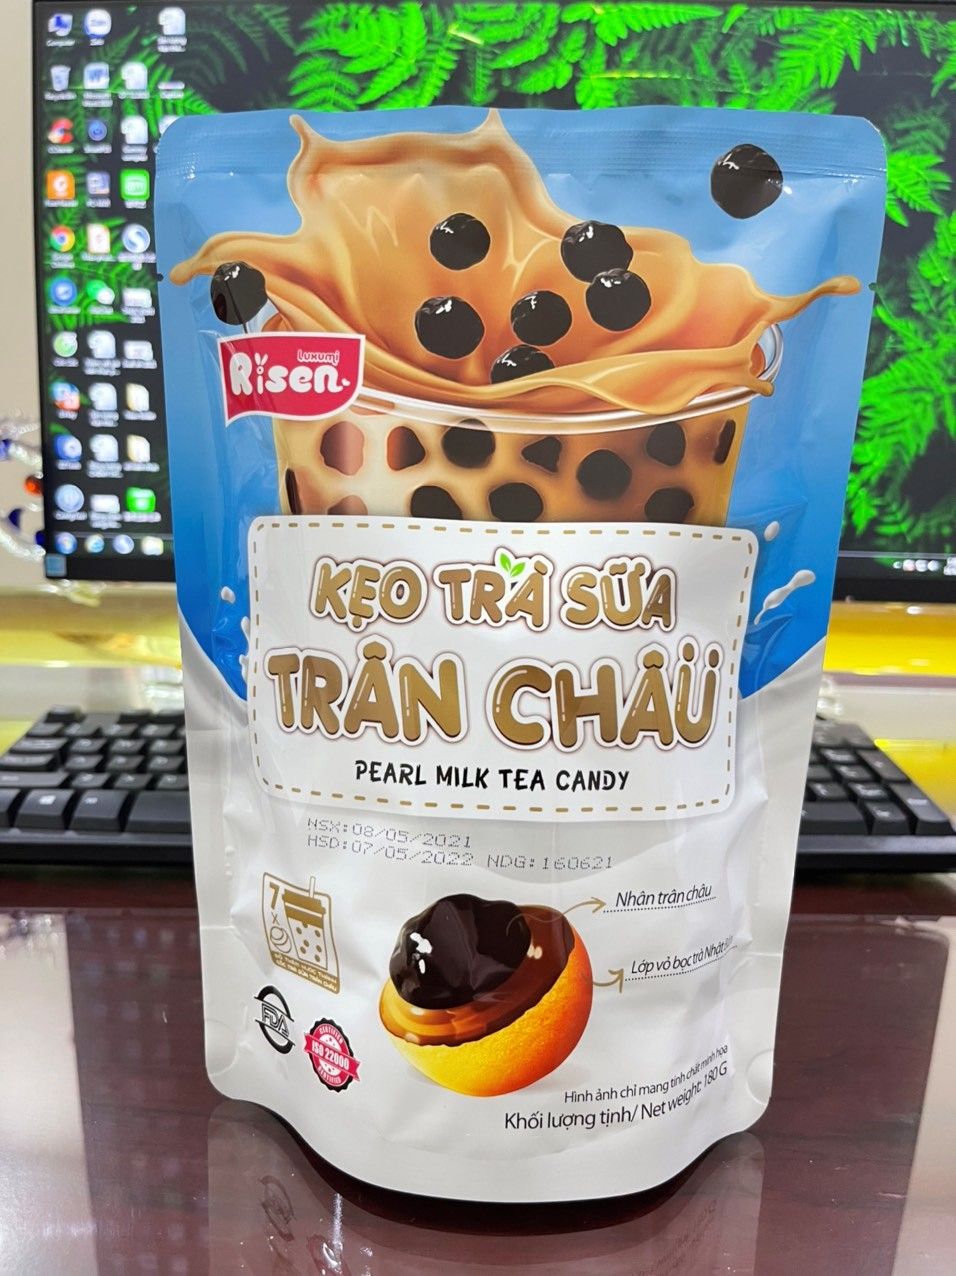 Luxumi
Risen
KẸO TRÀ SỮA
TRÂN CHÂU
PEARL MILK TEA CANDY
NSX:08/05/2021
HSD:07/05/2022 NDG:160621
Nhân trân châu
Lớp vỏ bọc trà Nhật
7
X
FDA
CERTIFIED
ISO 22000
CERTIFIED
Hình ảnh chỉ mang tính chất minh họa
Khối lượng tịnh/ Net weight: 180 G